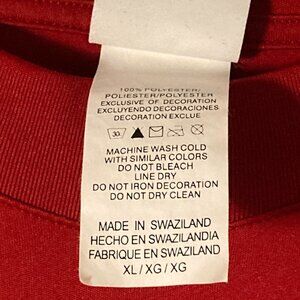 100% POLYESTER/
POLIESTER/POLYESTER
EXCLUSIVE OF DECORATION
EXCLUYENDO DECORACIONES
DECORATION EXCLUE
30
MACHINE WASH COLD
WITH SIMILAR COLORS
DO NOT BLEACH
LINE DRY
DO NOT IRON DECORATION
DO NOT DRY CLEAN
MADE IN SWAZILAND
HECHO EN SWAZILANDIA
FABRIQUE EN SWAZILAND
XL/XG/XG